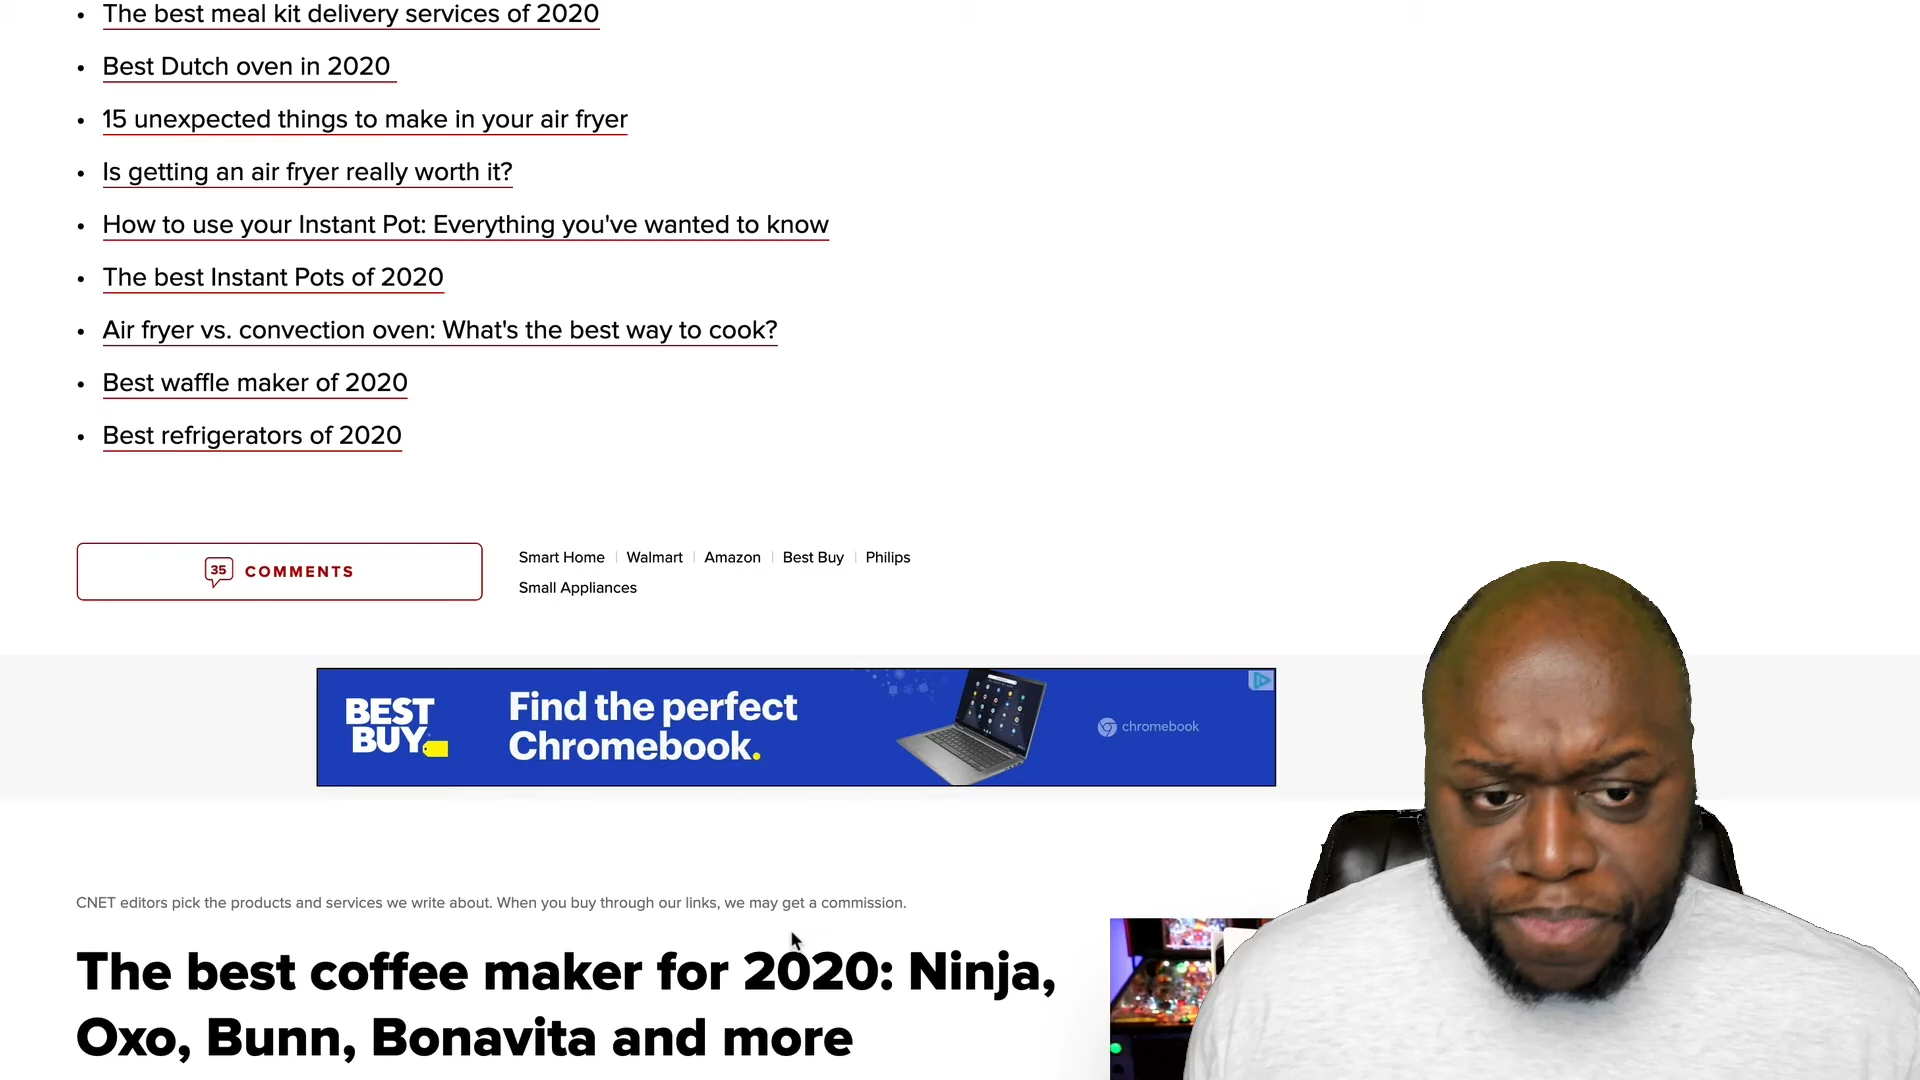 The best meal kit delivery services of 2020
Best Dutch oven in 2020
15 unexpected things to make in your air fryer
Is getting an air fryer really worth it?
How to use your Instant Pot: Everything you've wanted to know
The best Instant Pots of 2020
Air fryer vs. convection oven: What's the best way to cook?
Best waffle maker of 2020
Best refrigerators of 2020
35 COMMENTS
Smart Home | Walmart | Amazon | Best Buy | Philips
Small Appliances
BEST
BUY
Find the perfect
Chromebook.
chromebook
CNET editors pick the products and services we write about. When you buy through our links, we may get a commission.
The best coffee maker for 2020: Ninja,
Oxo, Bunn, Bonavita and more